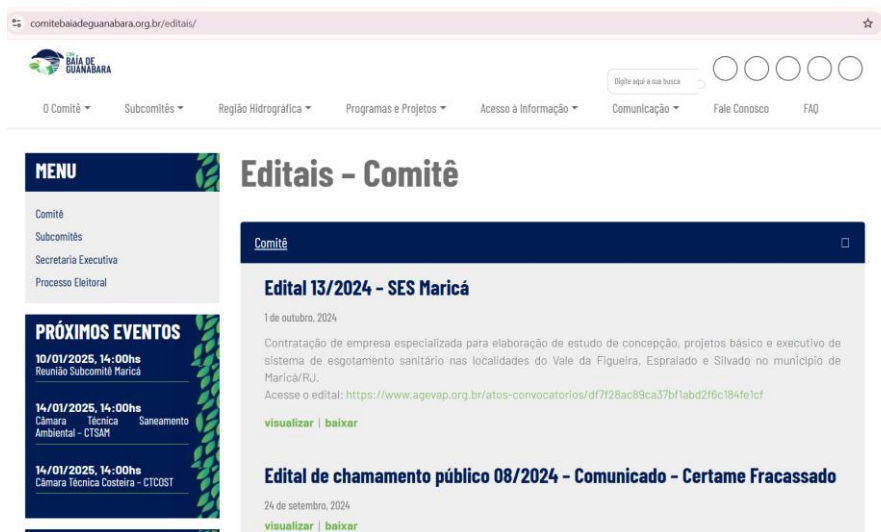 comitebaiadeguanabara.org.br/editais/
BAÍA DE
GUANABARA
Digite aqui a sua busca
O Comitê
Subcomitês
Região Hidrográfica
Programas e Projetos
Acesso à Informação
Comunicação
Fale Conosco
FAQ
MENU
Comitê
Subcomitês
Secretaria Executiva
Processo Eleitoral
PRÓXIMOS EVENTOS
10/01/2025, 14:00hs
Reunião Subcomitê Maricá
14/01/2025, 14:00hs
Câmara Técnica Saneamento
Ambiental - CTSAM
14/01/2025, 14:00hs
Câmara Técnica Costeira - CTCOST
Editais – Comitê
Comitê
Edital 13/2024 – SES Maricá
1 de outubro, 2024
Contratação de empresa especializada para elaboração de estudo de concepção, projetos básico e executivo de
sistema de esgotamento sanitário nas localidades do Vale da Figueira, Espraiado e Silvado no município de
Maricá/RJ.
Acesse o edital: https://www.agevap.org.br/atos-convocatorios/df7f28ac89ca37bf1abd2f6c184fe1cf
visualizar | baixar
Edital de chamamento público 08/2024 – Comunicado – Certame Fracassado
24 de setembro, 2024
visualizar | baixar